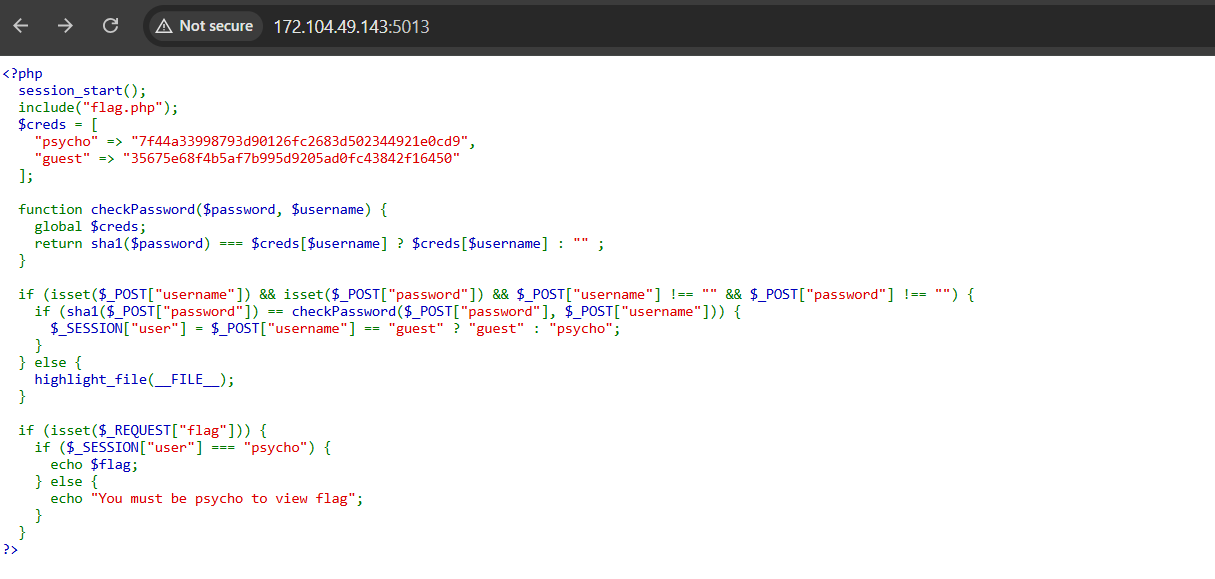 Not secure 172.104.49.143:5013
<?php
session_start();
include("flag.php");
$creds = [
"psycho" => "7f44a33998793d90126fc2683d502344921e0cd9",
"guest" => "35675e68f4b5af7b995d9205ad0fc43842f16450"
];
function checkPassword($password, $username) {
global $creds;
return sha1($password) === $creds[$username] ? $creds[$username] : "" ;
}
if (isset($_POST["username"]) && isset($_POST["password"]) && $_POST["username"] !== "" && $_POST["password"] !== "") {
if (sha1($_POST["password"]) == checkPassword($_POST["password"], $_POST["username"])) {
$_SESSION["user"] = $_POST["username"] == "guest" ? "guest" : "psycho";
}
} else {
highlight_file(__FILE__);
}
if (isset($_REQUEST["flag"])) {
if ($_SESSION["user"] === "psycho") {
echo $flag;
} else {
echo "You must be psycho to view flag";
}
}
?>